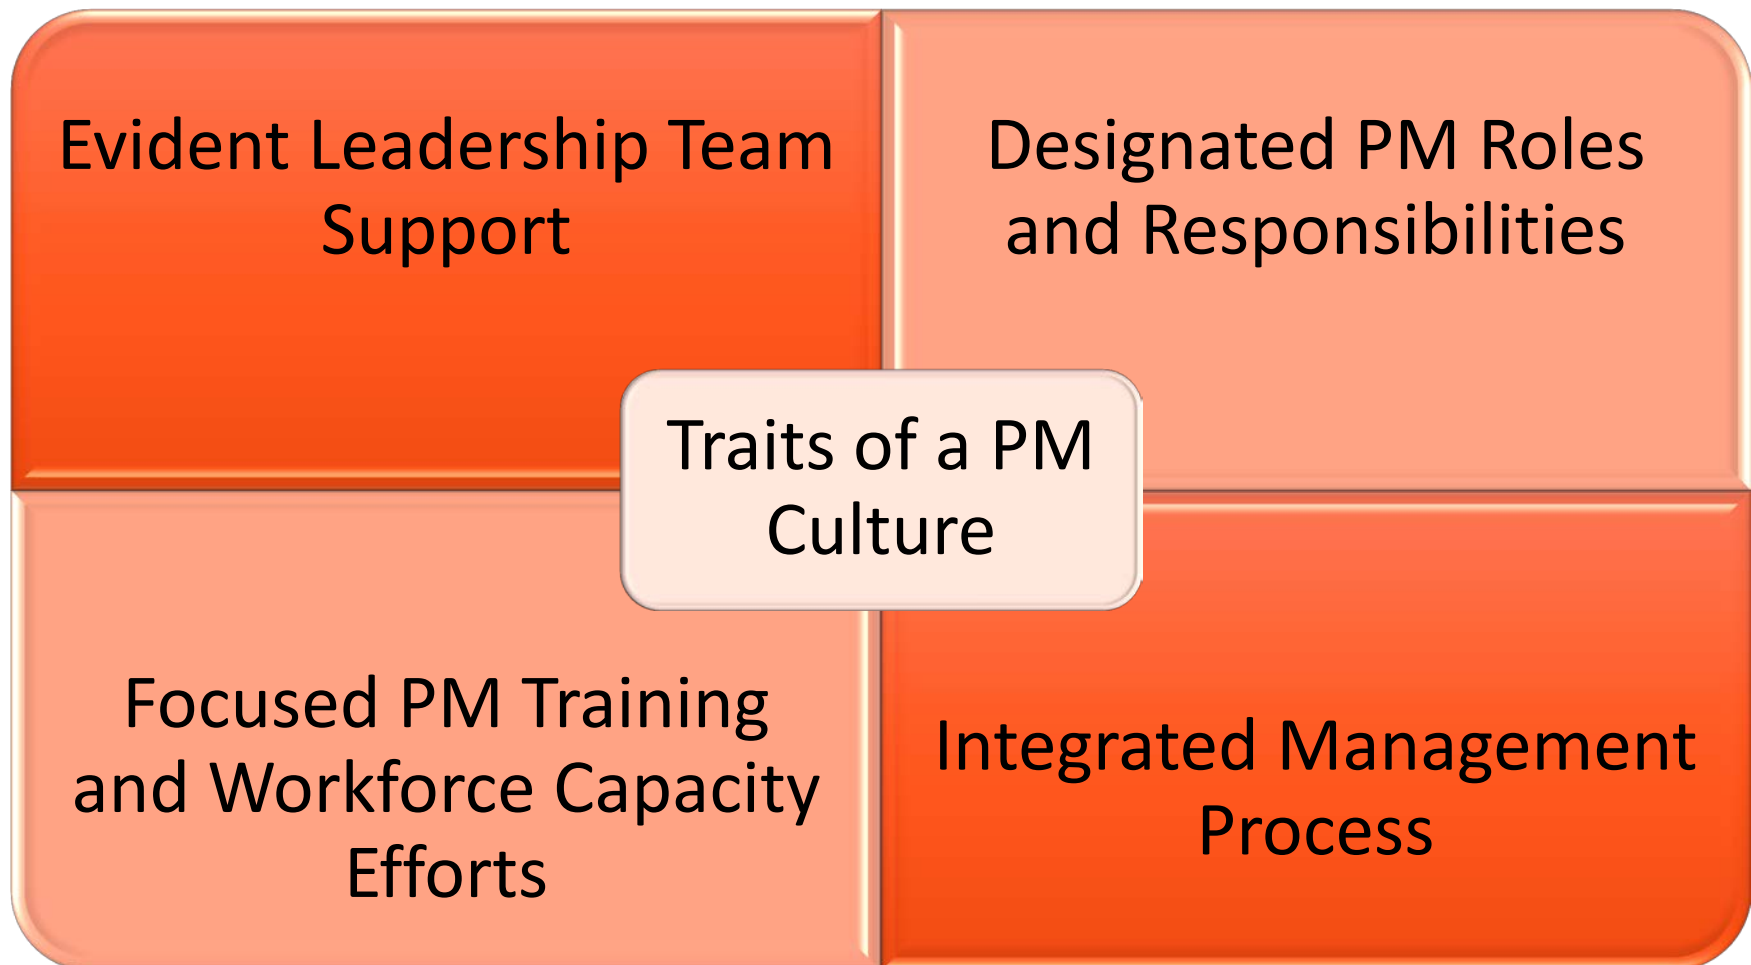 Evident Leadership Team
Support
Designated PM Roles
and Responsibilities
Traits of a PM
Culture
Focused PM Training
and Workforce Capacity
Efforts
Integrated Management
Process